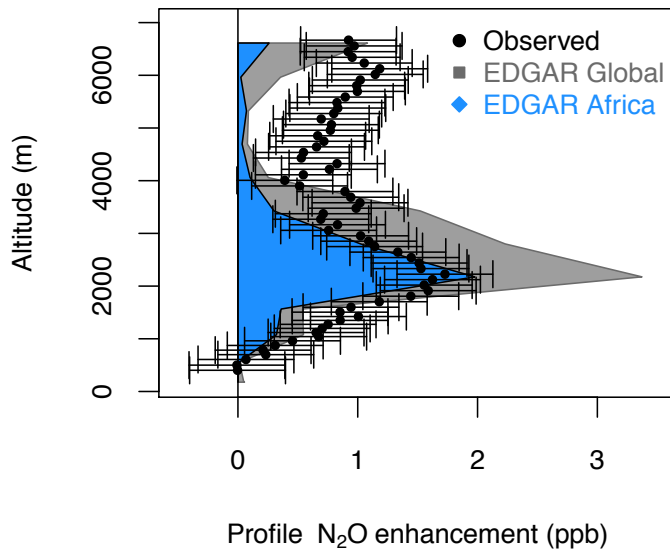 Observed
EDGAR Global
EDGAR Africa
6000
4000
2000
0
Altitude (m)
0 1 2 3
Profile N₂O enhancement (ppb)